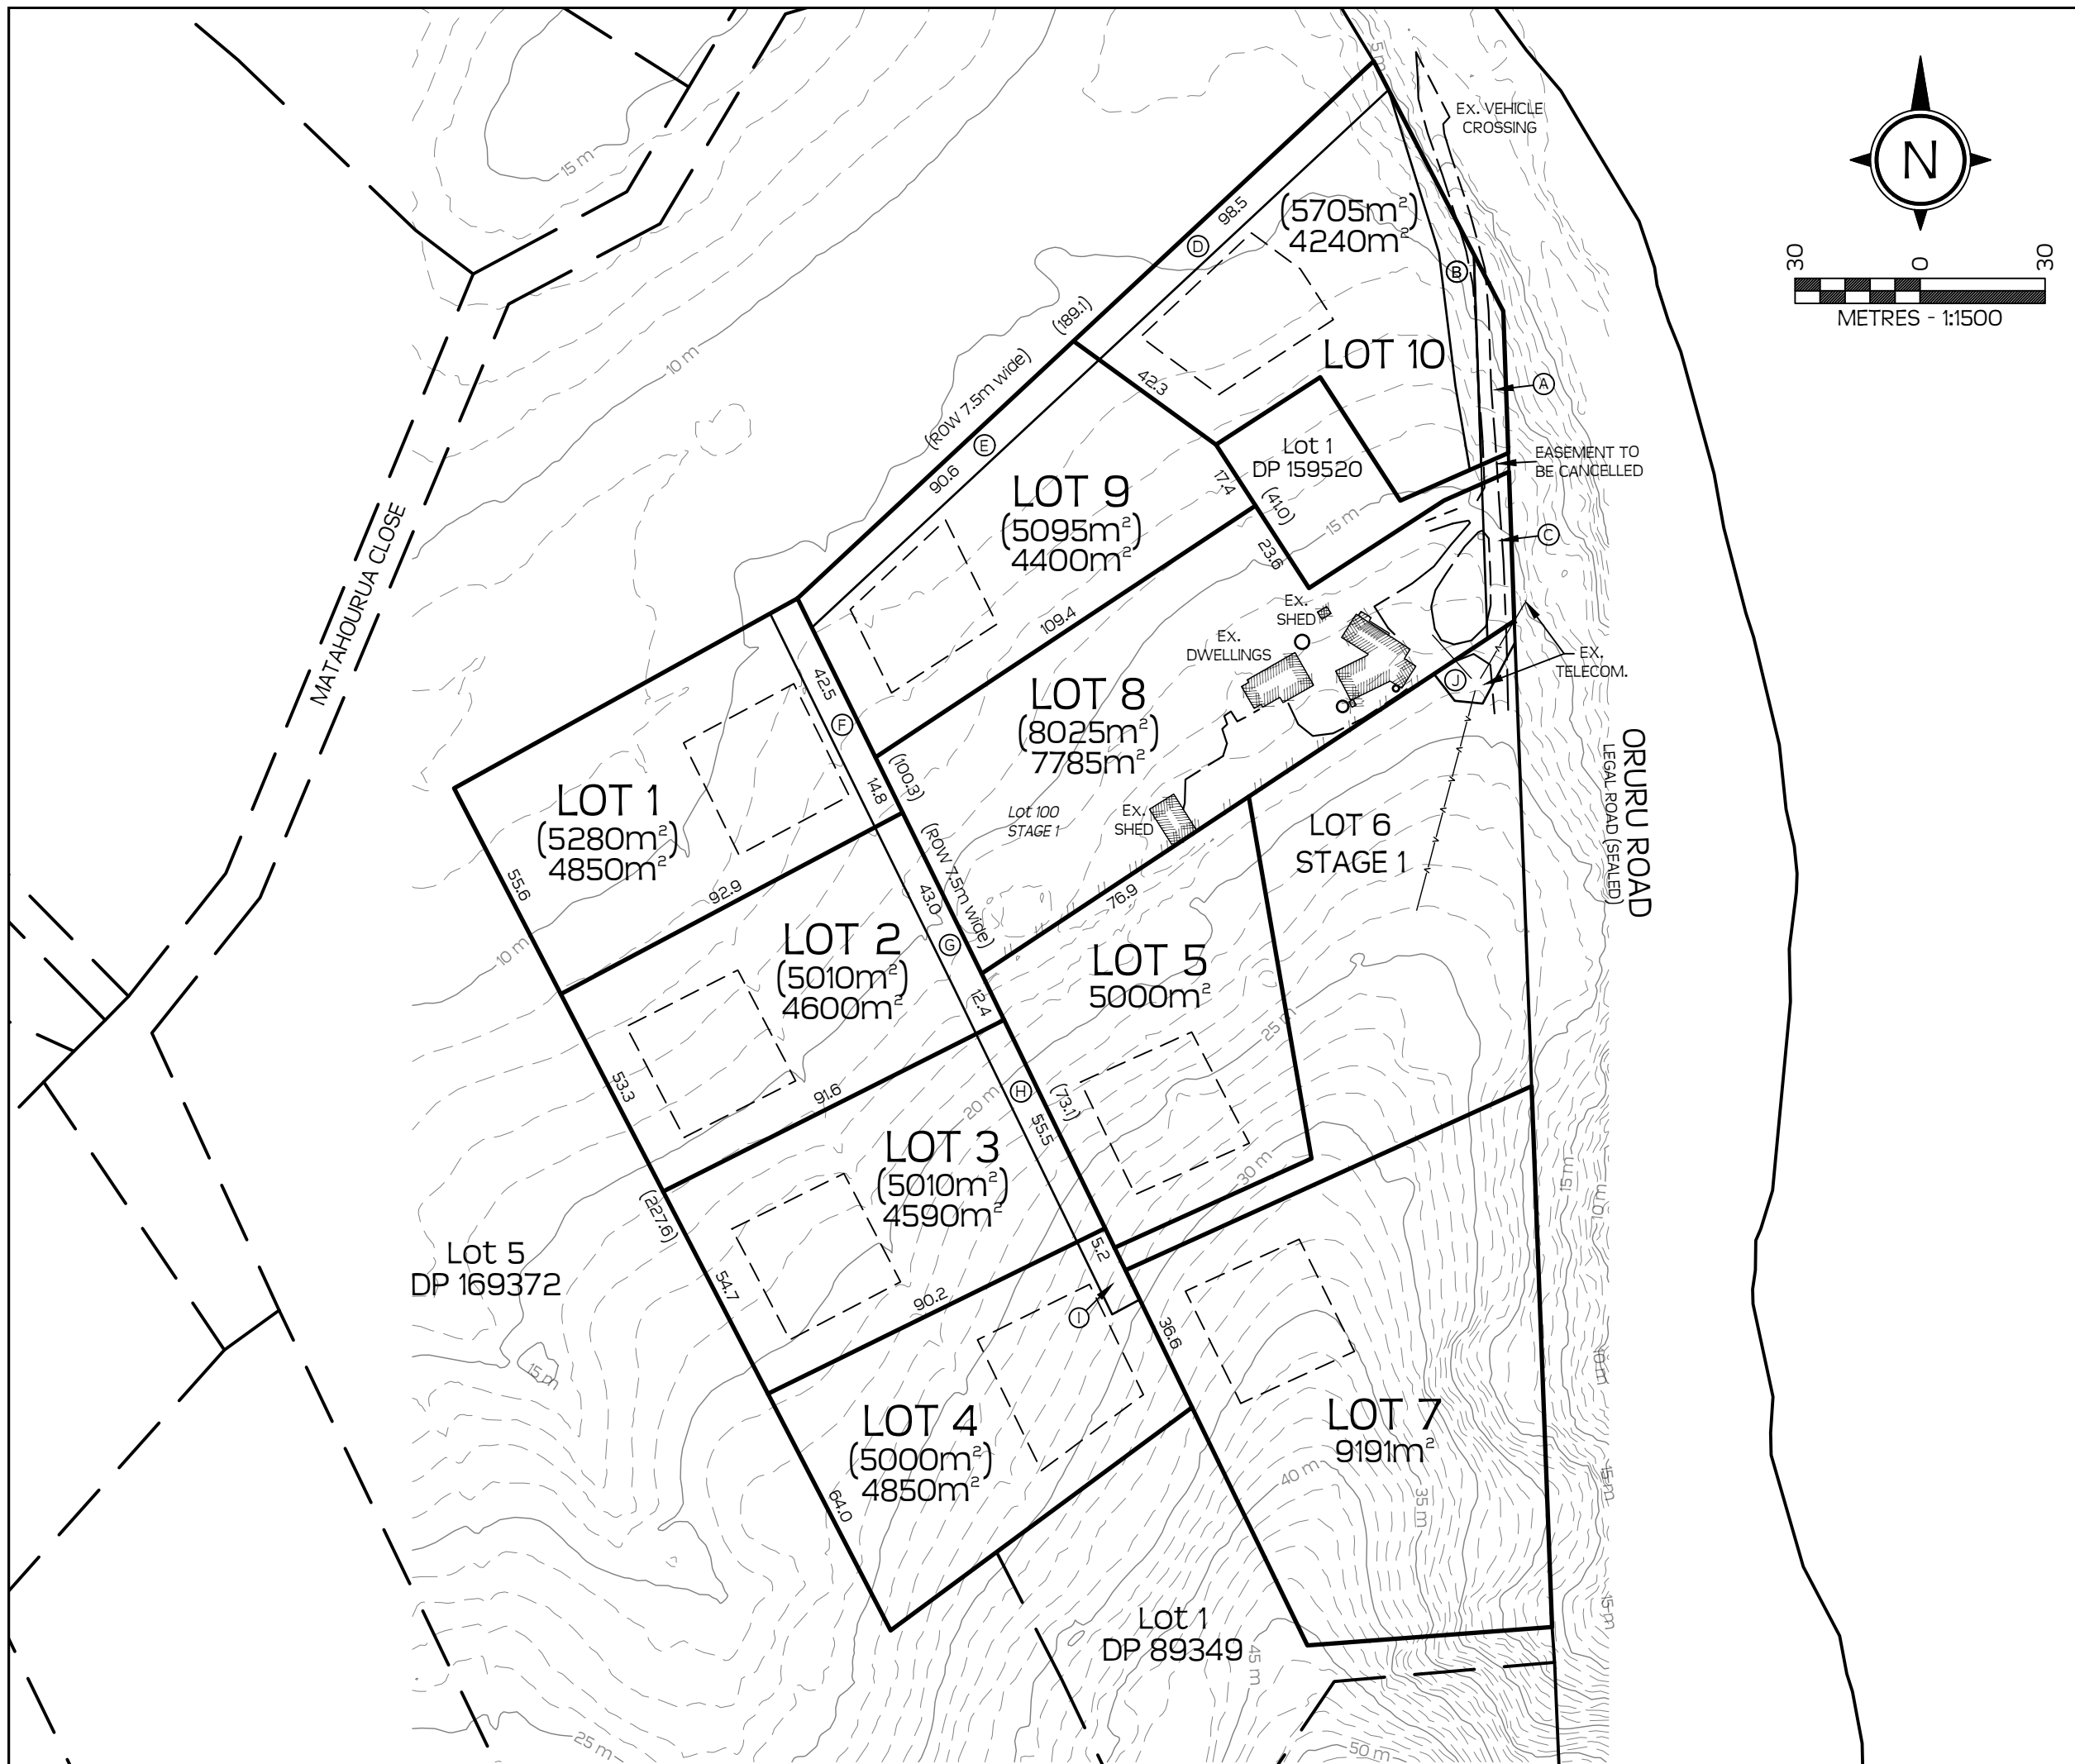 5 m
Ex. VEHICLE
CROSSING
N
30 0 30
METRES - 1:1500
15 m
98.5
D
(5705m²)
4240m²
B
(189.1)
LOT 10
10 m
(ROW 7.5m wide)
42.3
A
E
90.6
Lot 1
DP 159520
EASEMENT TO
BE CANCELLED
17.4
(41.0)
LOT 9
(5095m²)
4400m²
15 m
C
23.6
MATAHOURUA CLOSE
109.4
Ex.
SHED
Ex.
DWELLINGS
EX.
TELECOM.
J
42.5
F
LOT 8
(8025m²)
7785m²
(100.3)
14.8
LOT 1
(5280m²)
4850m²
Lot 100
STAGE 1
Ex.
SHED
LOT 6
STAGE 1
ORURU ROAD
LEGAL ROAD (SEALED)
55.6
92.9
(ROW 7.5m wide)
43.0
76.9
10 m
LOT 2
(5010m²)
4600m²
G
LOT 5
5000m²
12.4
25 m
53.3
91.6
20 m
H
(73.1)
55.5
LOT 3
(5010m²)
4590m²
30 m
15 m
10 m
(227.6)
Lot 5
DP 169372
5.2
54.7
90.2
I
36.6
15 m
10 m
LOT 4
(5000m²)
4850m²
LOT 7
9191m²
40 m
35 m
15 m
64.0
15 m
Lot 1
DP 89349
45 m
25 m
50 m